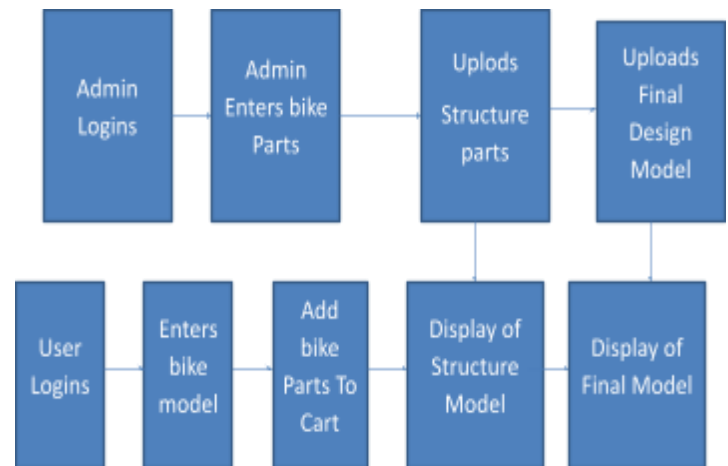 Admin
Logins
Admin
Enters bike
Parts
Uplods
Structure
parts
Uploads
Final
Design
Model
User
Logins
Enters
bike
model
Add
bike
Parts To
Cart
Display of
Structure
Model
Display of
Final Model